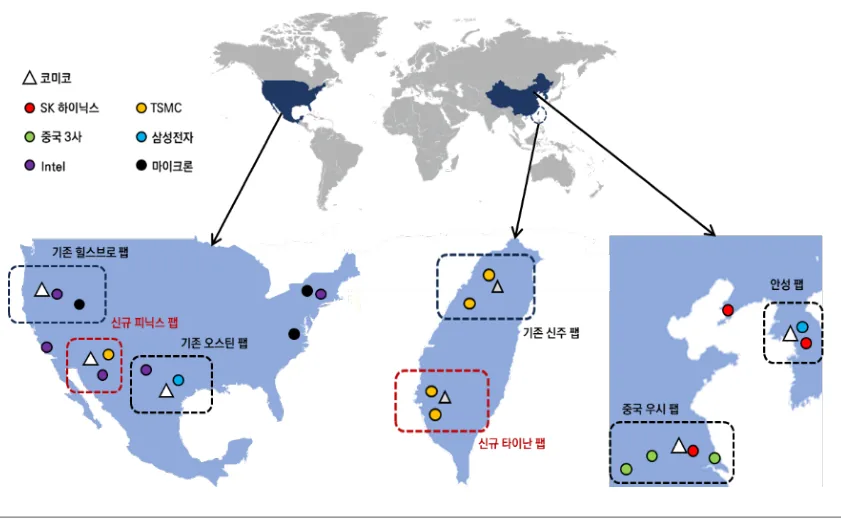 코미코
SK 하이닉스
TSMC
중국 3사
삼성전자
Intel
마이크론
기존 힐스브로 팹
신규 피닉스 팹
기존 오스틴 팹
기존 신주 팹
신규 타이난 팹
안성 팹
중국 우시 팹